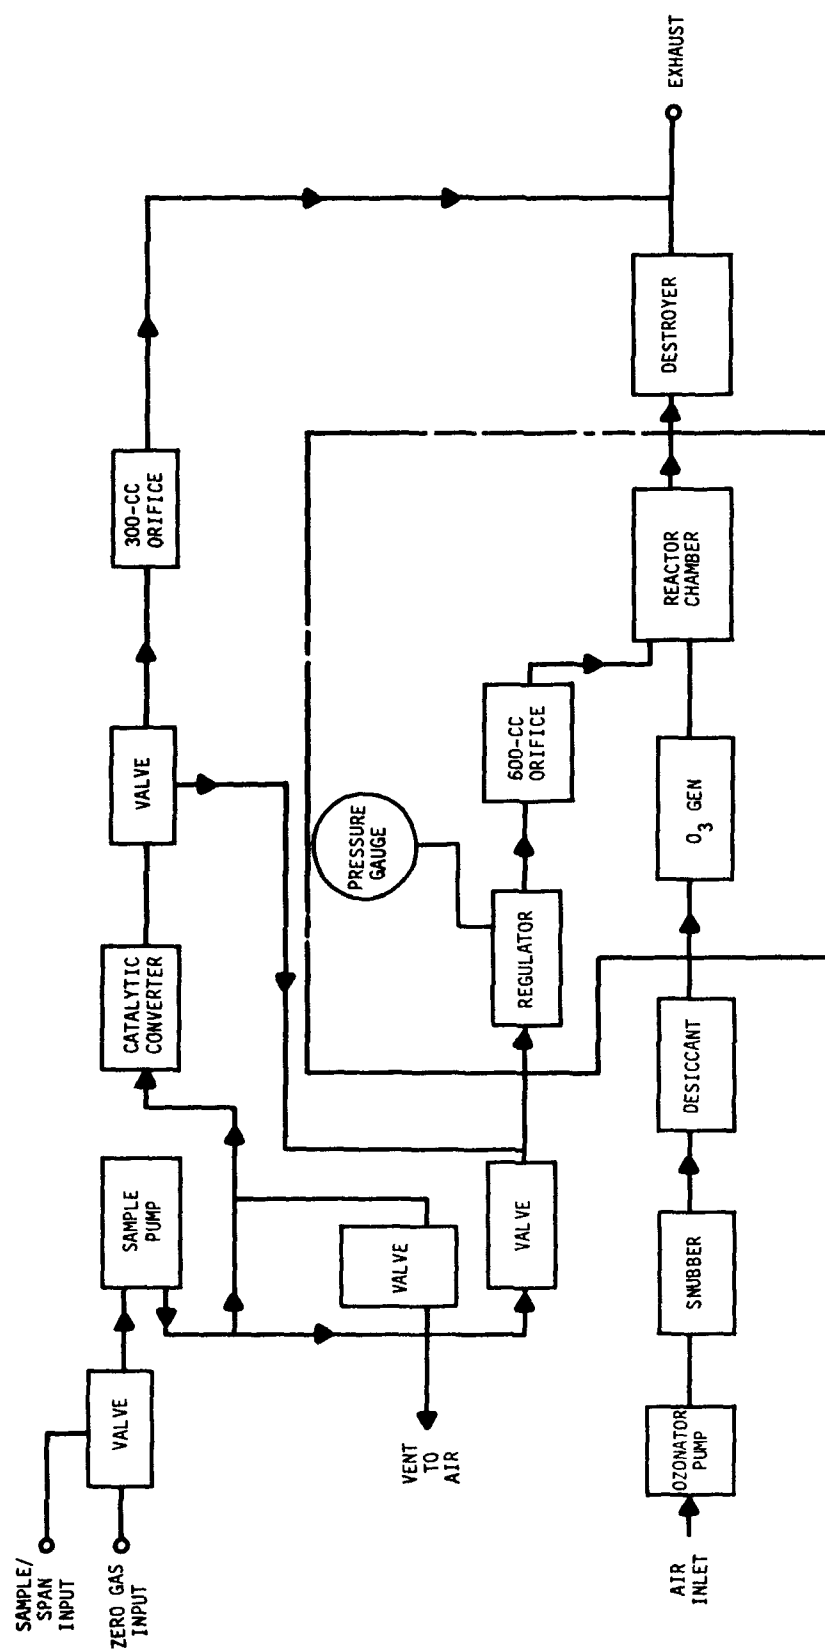 SAMPLE/
SPAN
INPUT
ZERO GAS
INPUT
VALVE
SAMPLE
PUMP
CATALYTIC
CONVERTER
VALVE
300-CC
ORIFICE
VENT
TO
AIR
VALVE
VALVE
PRESSURE
GAUGE
REGULATOR
600-CC
ORIFICE
AIR
INLET
OZONATOR
PUMP
SNUBBER
DESICCANT
O3 GEN
REACTOR
CHAMBER
DESTROYER
EXHAUST